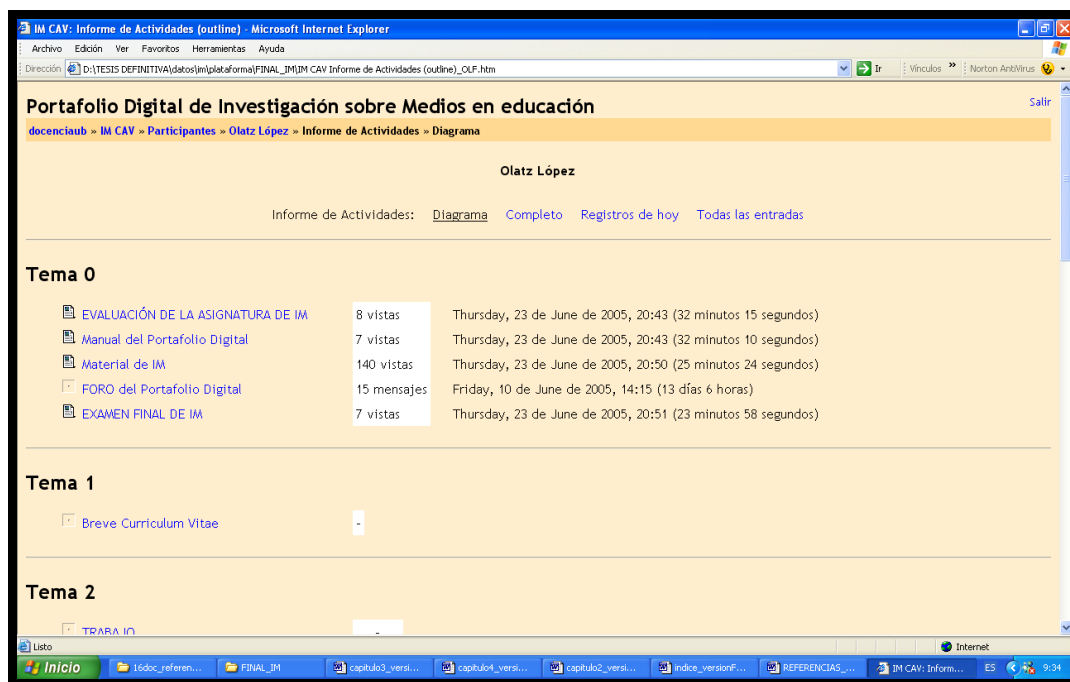 IM CAV: Informe de Actividades (outline) - Microsoft Internet Explorer
Archivo Edición Ver Favoritos Herramientas Ayuda
Dirección D:\TESIS DEFINITIVA\datos\im\plataforma\FINAL_IM\IM CAV Informe de Actividades (outline)_OLF.htm Ir Vínculos » Norton AntiVirus
Portafolio Digital de Investigación sobre Medios en educación Salir
docenciaub » IM CAV » Participantes » Olatz López » Informe de Actividades » Diagrama
Olatz López
Informe de Actividades: Diagrama Completo Registros de hoy Todas las entradas
Tema 0
EVALUACIÓN DE LA ASIGNATURA DE IM 8 vistas Thursday, 23 de June de 2005, 20:43 (32 minutos 15 segundos)
Manual del Portafolio Digital 7 vistas Thursday, 23 de June de 2005, 20:43 (32 minutos 10 segundos)
Material de IM 140 vistas Thursday, 23 de June de 2005, 20:50 (25 minutos 24 segundos)
FORO del Portafolio Digital 15 mensajes Friday, 10 de June de 2005, 14:15 (13 días 6 horas)
EXAMEN FINAL DE IM 7 vistas Thursday, 23 de June de 2005, 20:51 (23 minutos 58 segundos)
Tema 1
Breve Curriculum Vitae -
Tema 2
TRABAJO -
Listo Internet
Inicio 16doc_referen... FINAL_IM capitulo3_versi... capitulo4_versi... capitulo2_versi... indice_versionF... REFERENCIAS_... IM CAV: Inform... ES 9:34